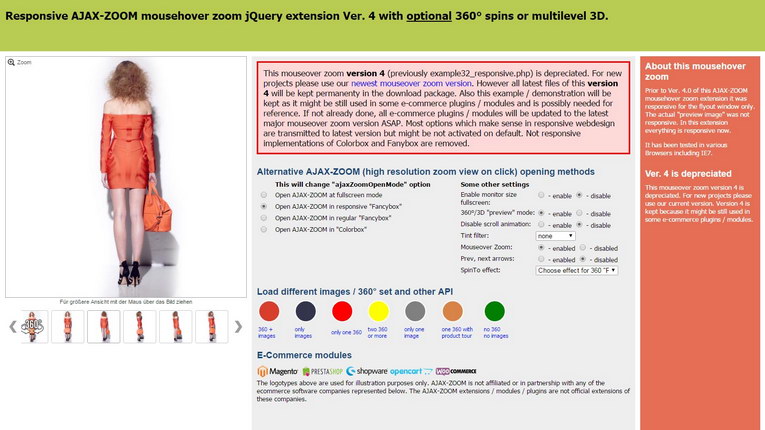 Responsive AJAX-ZOOM mousehover zoom jQuery extension Ver. 4 with optional 360° spins or multilevel 3D.
Zoom
Für größere Ansicht mit der Maus über das Bild ziehen
360°
This mouseover zoom version 4 (previously example32_responsive.php) is depreciated. For new
projects please use our newest mouseover zoom version. However all latest files of this version
4 will be kept permanenty in the download package. Also this example / demonstration will be
kept as it might be still used in some e-commerce plugins / modules and is possibly needed for
reference. If not already done, all e-commerce plugins / modules will be updated to the latest
major mouseover zoom version ASAP. Most options which make sense in responsive webdesign
are transmitted to latest version but might be not activated on default. Not responsive
implementations of Colorbox and Fanybox are removed.
Alternative AJAX-ZOOM (high resolution zoom view on click) opening methods
This will change "ajaxZoomOpenMode" option
Open AJAX-ZOOM at fullscreen mode
Open AJAX-ZOOM in responsive "Fancybox"
Open AJAX-ZOOM in regular "Fancybox"
Open AJAX-ZOOM in "Colorbox"
Some other settings
Enable monitor size
fullscreen:
- enable
- disable
360°/3D "preview" mode:
- enable
- disable
Disable scroll animation:
- enable
- disable
Tint filter:
none
Mouseover Zoom:
- enabled
- disabled
Prev, next arrows:
- enabled
- disabled
SpinTo effect:
Choose effect for 360 "F
Load different images / 360° set and other API
360 +
images
only
images
only one 360
two 360
or more
only one
image
one 360 with
product tour
no 360
no images
E-Commerce modules
Magento
PRESTASHOP
shopware
opencart
WOO COMMERCE
The logotypes above are used for illustration purposes only. AJAX-ZOOM is not affiliated or in partnership with any of the
ecommerce software companies represented below. The AJAX-ZOOM extensions / modules / plugins are not official extensions of
these companies.
About this mousehover
zoom
Prior to Ver. 4.0 of this AJAX-ZOOM
mousehover zoom extension it was
responsive for the flyout window only.
The actual "preview image" was not
responsive. In this extension
everything is responsive now.
It has been tested in various
Browsers including IE7.
Ver. 4 is depreciated
This mouseover zoom version 4 is
depreciated. For new projects please
use our current version. Version 4 is
kept because it might be still used in
some e-commerce plugins / modules.